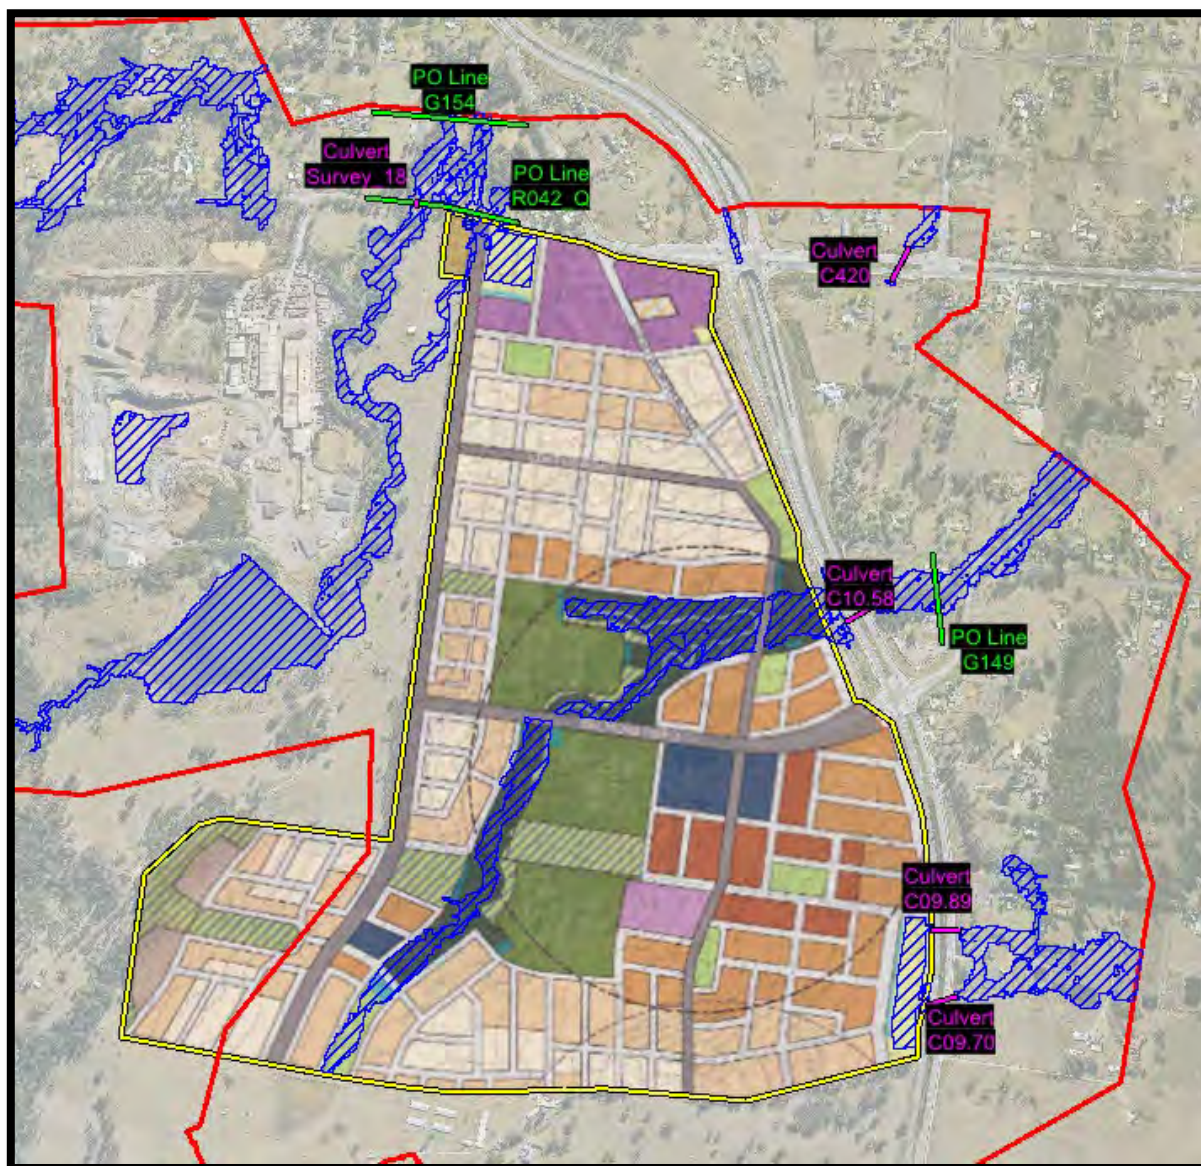 PO Line
G154
Culvert
Survey_18
PO Line
R042_Q
Culvert
C420
Culvert
C10.58
PO Line
G149
Culvert
C09.89
Culvert
C09.70